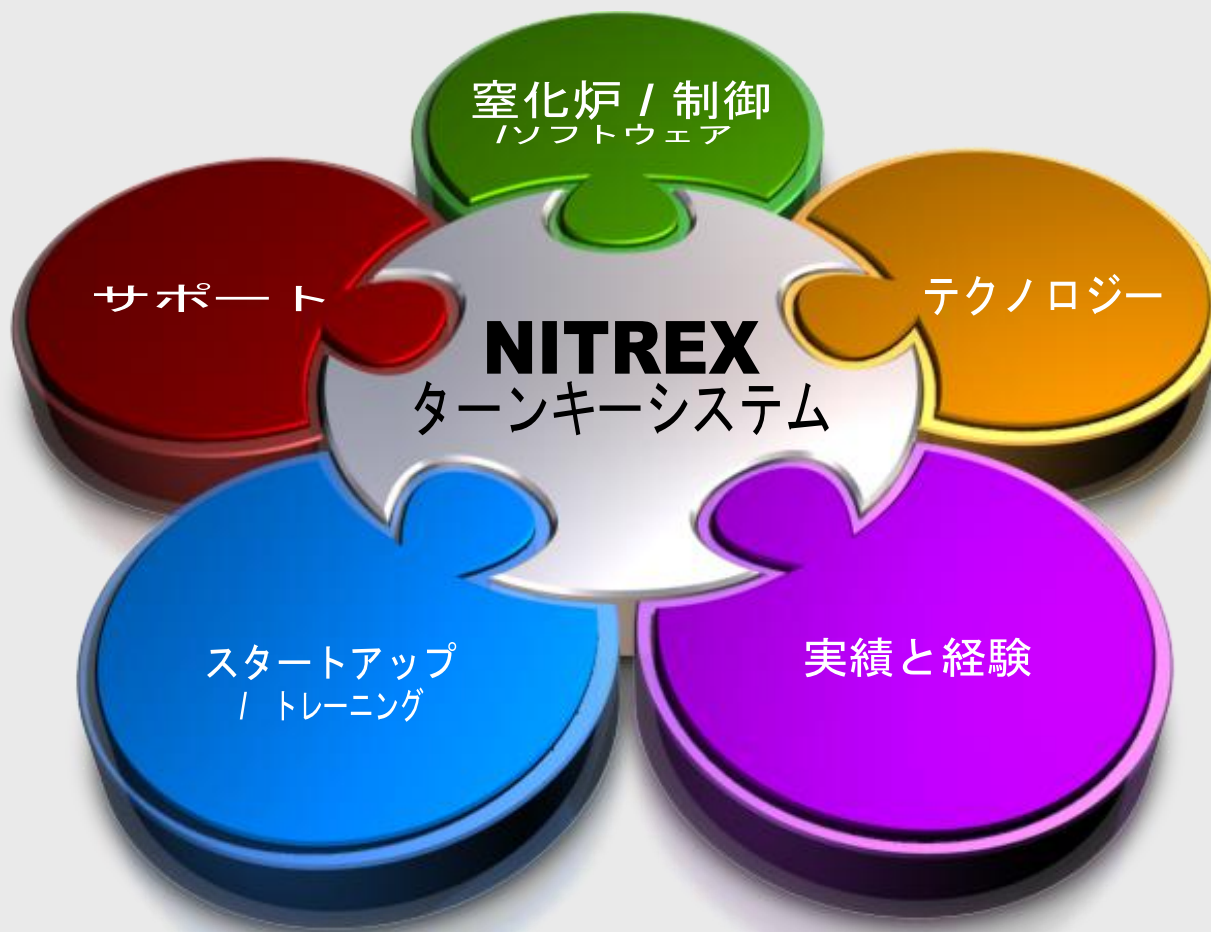 窒化炉 / 制御
/ソフトウェア
サポート
テクノロジー
NITREX
ターンキーシステム
スタートアップ
/ トレーニング
実績と経験